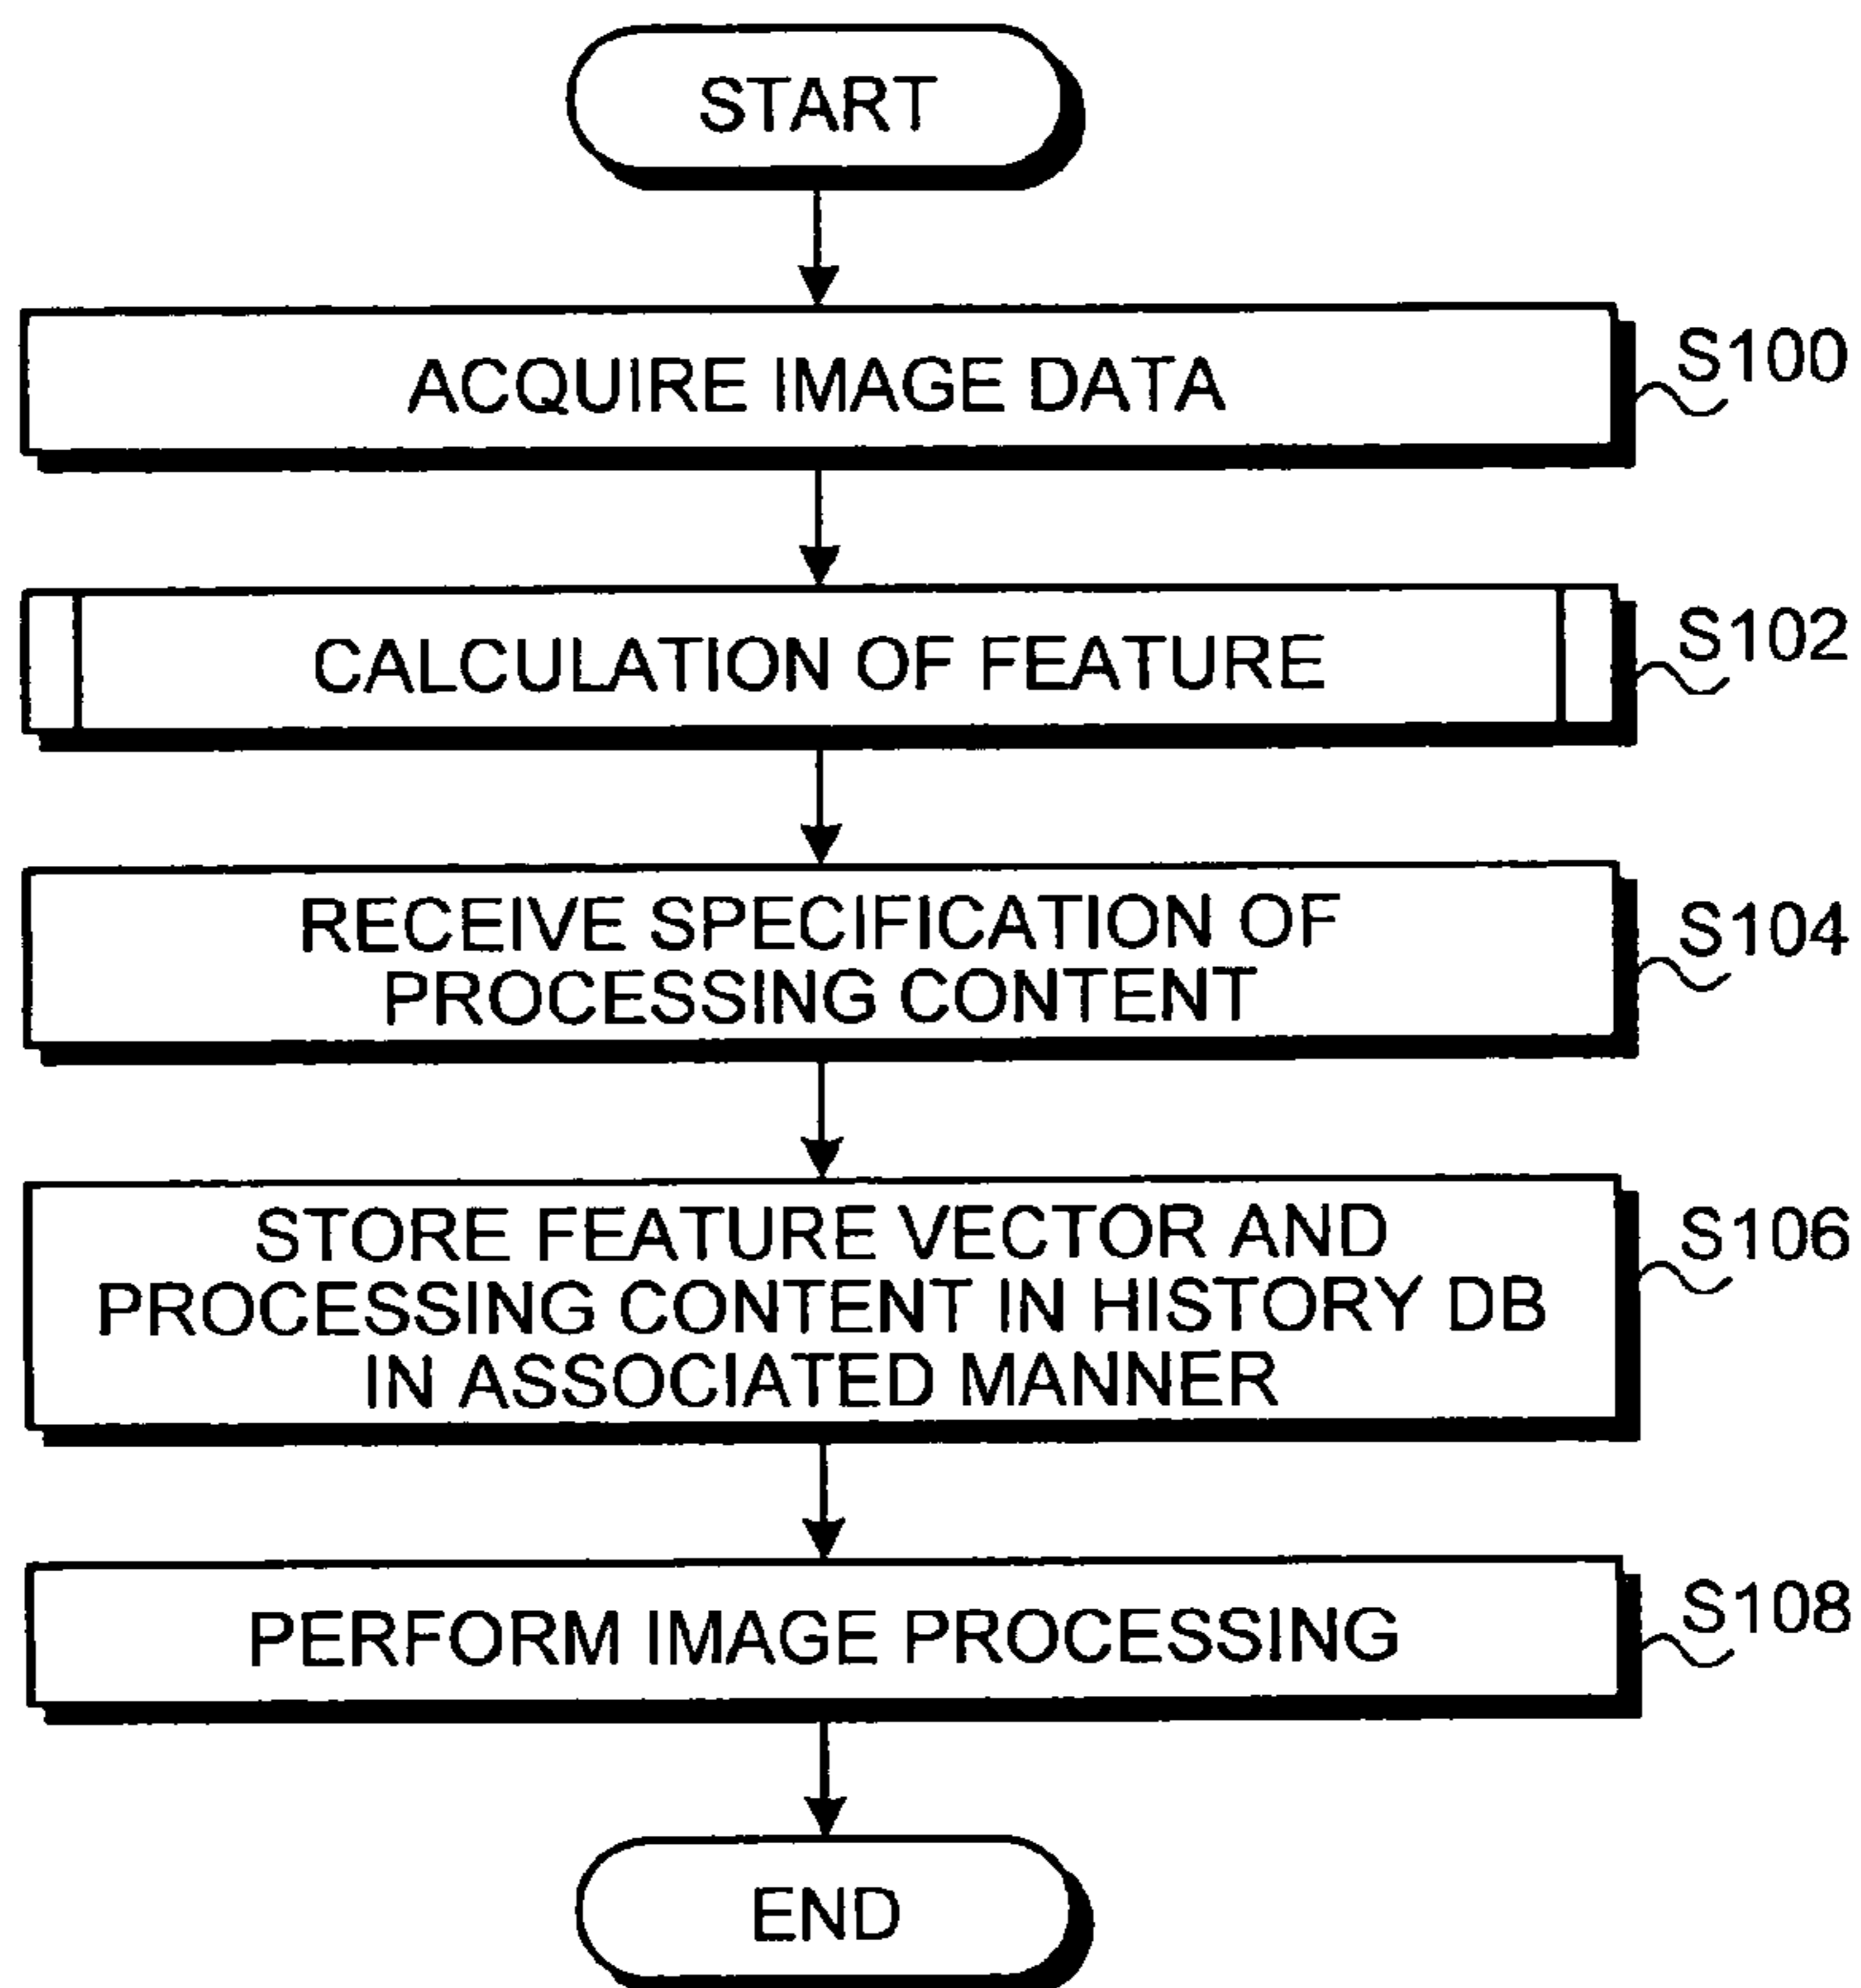 START
ACQUIRE IMAGE DATA
S100
CALCULATION OF FEATURE
S102
RECEIVE SPECIFICATION OF
PROCESSING CONTENT
S104
STORE FEATURE VECTOR AND
PROCESSING CONTENT IN HISTORY DB
IN ASSOCIATED MANNER
S106
PERFORM IMAGE PROCESSING
S108
END